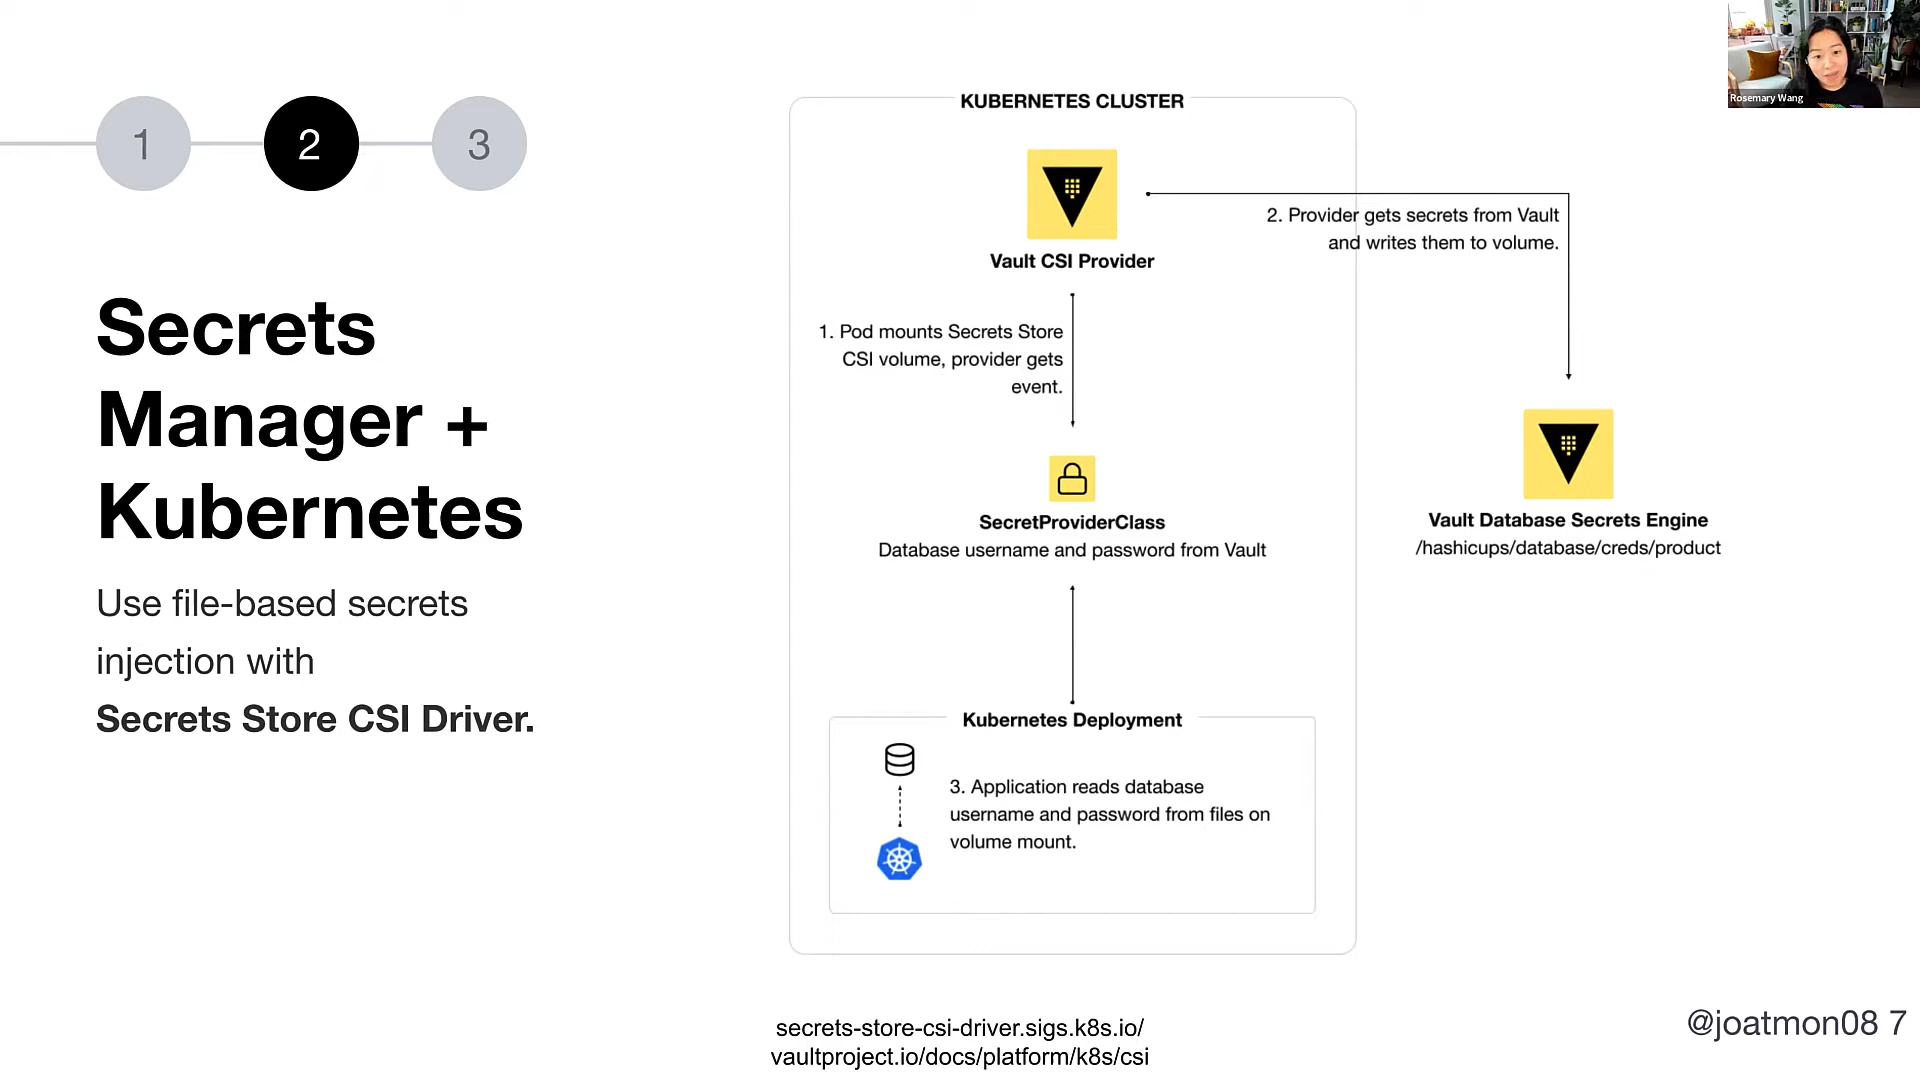 1
2
3
Secrets
Manager +
Kubernetes
Use file-based secrets
injection with
Secrets Store CSI Driver.
KUBERNETES CLUSTER
Vault CSI Provider
1. Pod mounts Secrets Store
CSI volume, provider gets
event.
2. Provider gets secrets from Vault
and writes them to volume.
SecretProviderClass
Database username and password from Vault
Vault Database Secrets Engine
/hashicups/database/creds/product
Kubernetes Deployment
3. Application reads database
username and password from files on
volume mount.
secrets-store-csi-driver.sigs.k8s.io/
vaultproject.io/docs/platform/k8s/csi
@joatmon08 7
Rosemary Wang